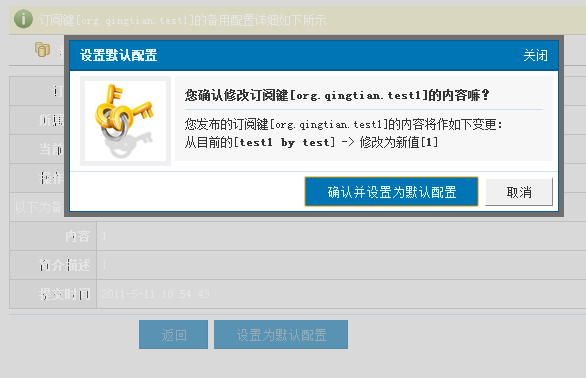 订阅键[org.qingtian.test1]的备用配置详细如下所示
设置默认配置
关闭
您确认修改订阅键[org.qingtian.test1]的内容嘛？
您发布的订阅键[org.qingtian.test1]的内容将作如下变更：
从目前的[test1 by test] -> 修改为新值[1]
确认并设置为默认配置
取消
以下为备
内容 1
简介描述 1
提交时间 2011-5-11 16:54:43
返回
设置为默认配置